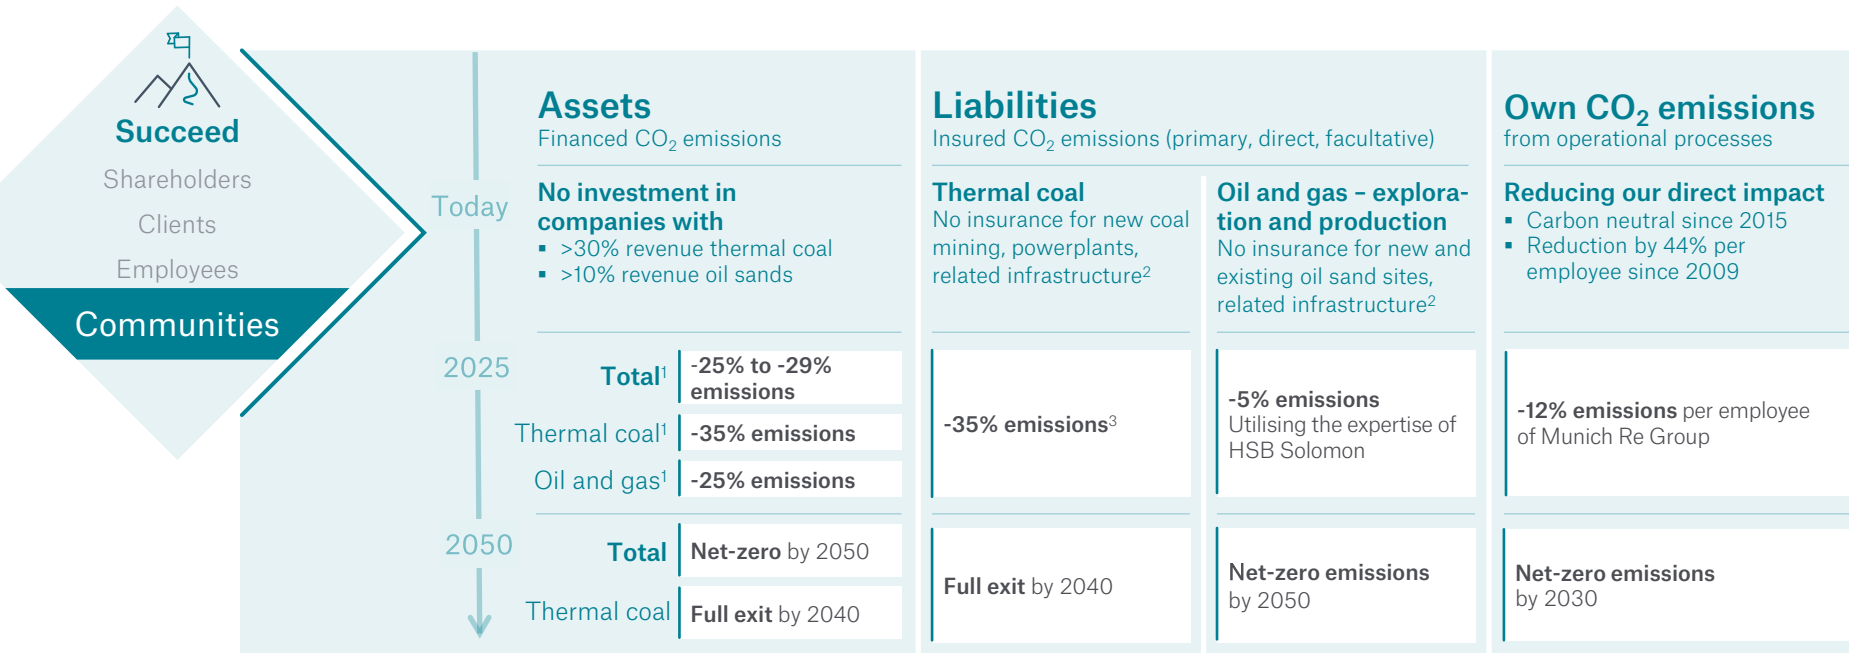 Succeed
Shareholders
Clients
Employees
Communities
Today
2025
2050
Assets
Financed CO₂ emissions
No investment in
companies with
▪ >30% revenue thermal coal
▪ >10% revenue oil sands
Total¹
-25% to -29%
emissions
Thermal coal¹
-35% emissions
Oil and gas¹
-25% emissions
Total
Net-zero by 2050
Thermal coal
Full exit by 2040
Liabilities
Insured CO₂ emissions (primary, direct, facultative)
Thermal coal
No insurance for new coal
mining, powerplants,
related infrastructure²
-35% emissions³
Full exit by 2040
Oil and gas – explora-
tion and production
No insurance for new and
existing oil sand sites,
related infrastructure²
-5% emissions
Utilising the expertise of
HSB Solomon
Net-zero emissions
by 2050
Own CO₂ emissions
from operational processes
Reducing our direct impact
▪ Carbon neutral since 2015
▪ Reduction by 44% per
employee since 2009
-12% emissions per employee
of Munich Re Group
Net-zero emissions
by 2030